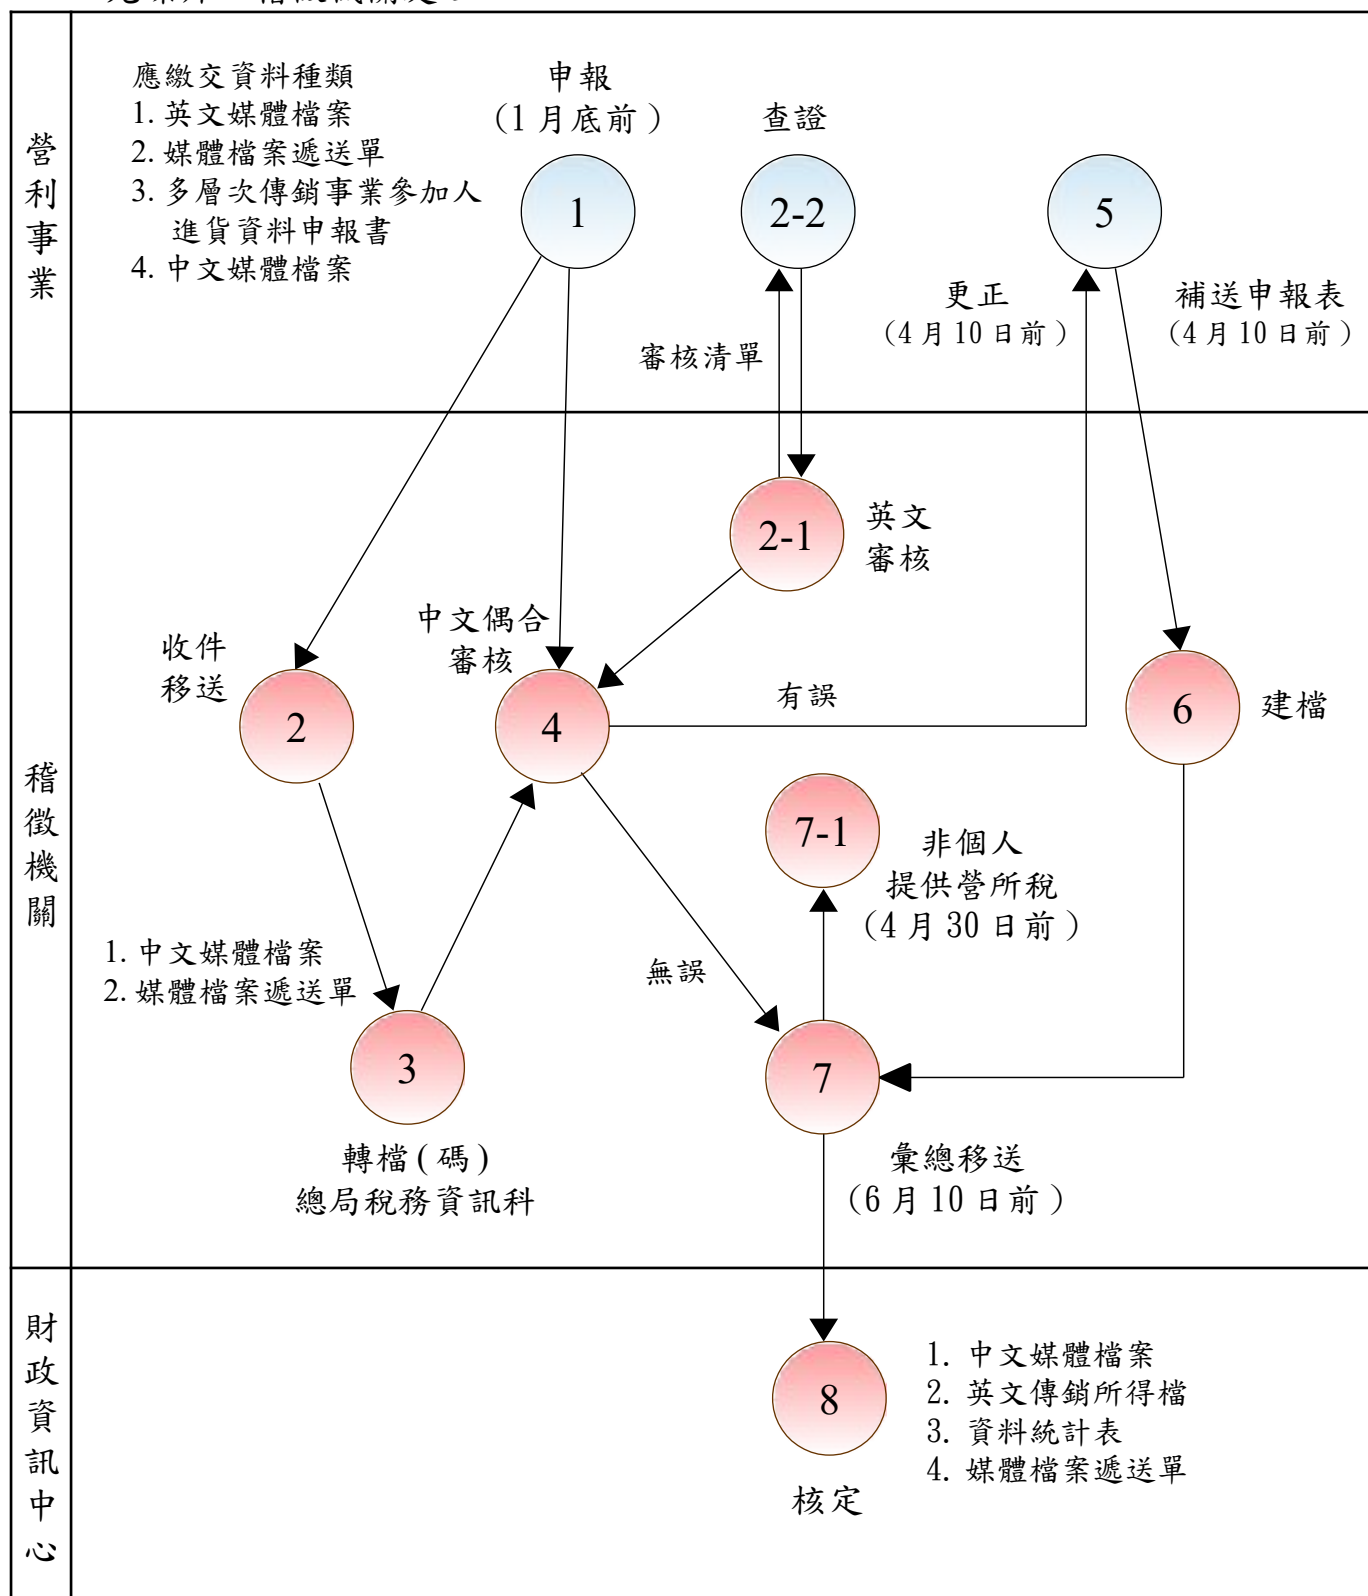 營利事業
應繳交資料種類
1. 英文媒體檔案
2. 媒體檔案遞送單
3. 多層次傳銷事業參加人
進貨資料申報書
4. 中文媒體檔案
申報
(1月底前)
1
查證
2-2
5
審核清單
更正
(4月10日前)
補送申報表
(4月10日前)
稽徵機關
2-1
英文
審核
收件
移送
2
中文偶合
審核
4
有誤
6
建檔
7-1
非個人
提供營所稅
(4月30日前)
1. 中文媒體檔案
2. 媒體檔案遞送單
無誤
3
轉檔(碼)
總局稅務資訊科
7
彙總移送
(6月10日前)
財政資訊中心
8
核定
1. 中文媒體檔案
2. 英文傳銷所得檔
3. 資料統計表
4. 媒體檔案遞送單